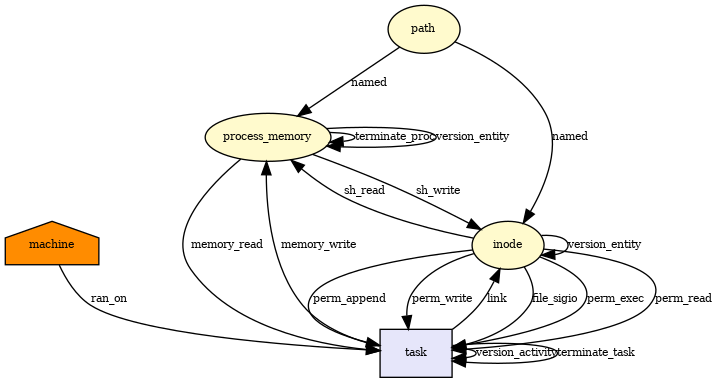 path
named
process_memory
terminate_proc
version_entity
named
sh_read
sh_write
machine
memory_read
memory_write
inode
version_entity
ran_on
perm_append
perm_write
link
file_sigio
perm_exec
perm_read
task
version_activity
terminate_task